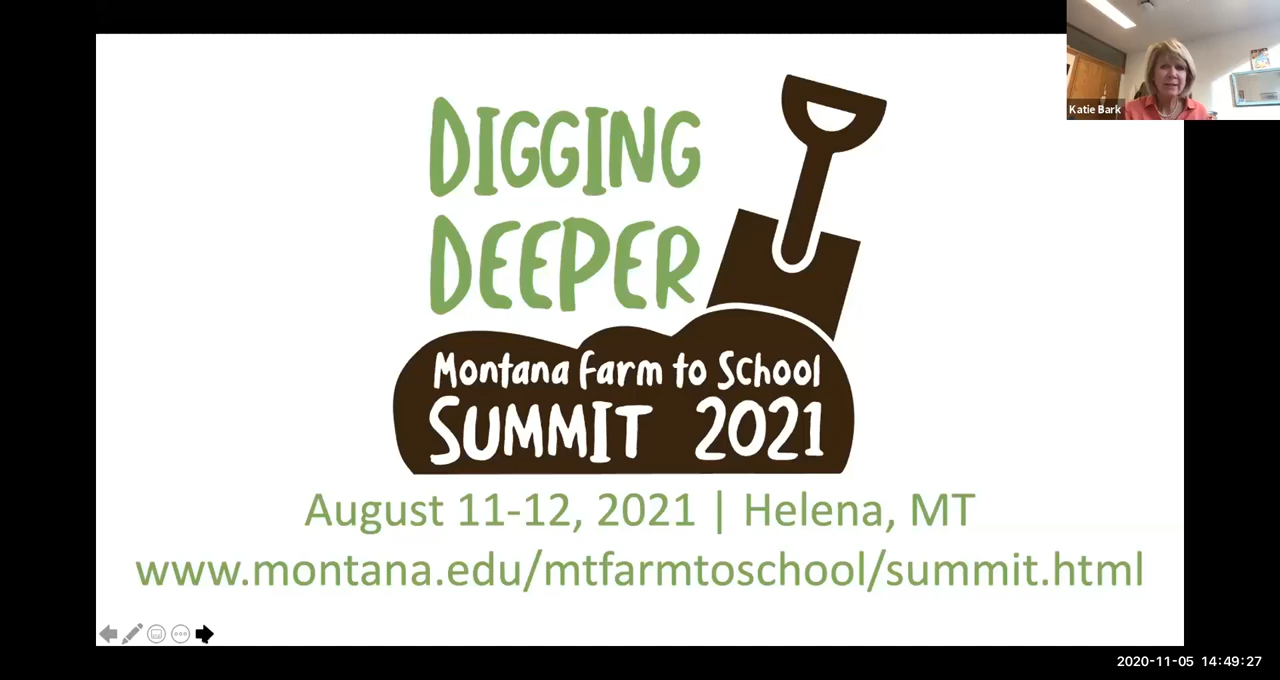 DIGGING
DEEPER
Montana Farm to School
SUMMIT 2021
August 11-12, 2021 | Helena, MT
www.montana.edu/mtfarmtoschool/summit.html
Katie Bark
2020-11-05 14:49:27